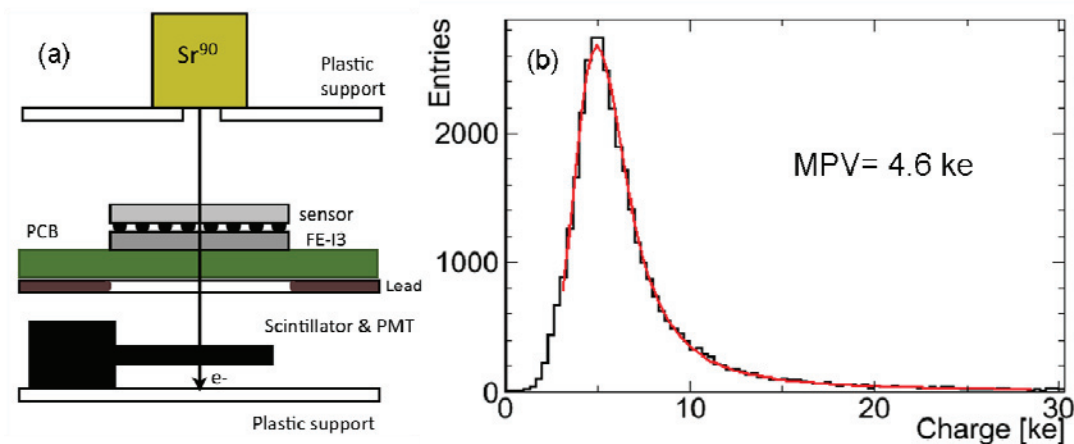 (a)
Sr⁹⁰
Plastic
support
sensor
PCB
FE-I3
Lead
Scintillator & PMT
e-
Plastic support
(b)
Entries
2000
1000
0
MPV= 4.6 ke
0
10
20
30
Charge [ke]